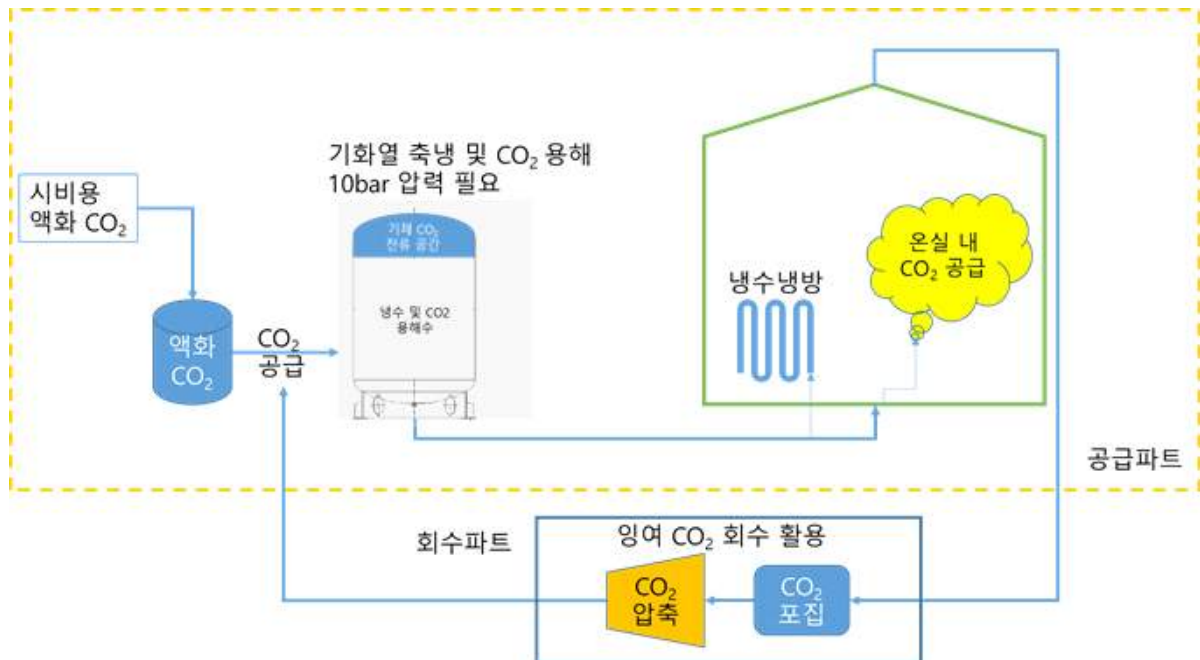 기화열 축냉 및 CO₂ 용해
10bar 압력 필요
시비용
액화 CO₂
기체 CO₂
잔류 공간
냉수 및 CO2
용해수
액화
CO₂
CO₂
공급
냉수냉방
온실 내
CO₂ 공급
공급파트
회수파트
잉여 CO₂ 회수 활용
CO₂
압축
CO₂
포집